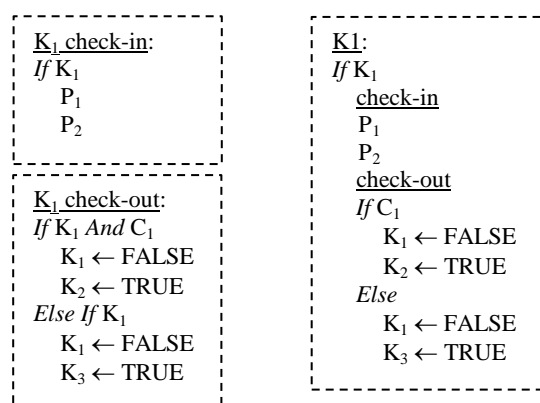 K₁ check-in:
If K₁
P₁
P₂
K₁ check-out:
If K₁ And C₁
K₁ ← FALSE
K₂ ← TRUE
Else If K₁
K₁ ← FALSE
K₃ ← TRUE
K1:
If K₁
check-in
P₁
P₂
check-out
If C₁
K₁ ← FALSE
K₂ ← TRUE
Else
K₁ ← FALSE
K₃ ← TRUE